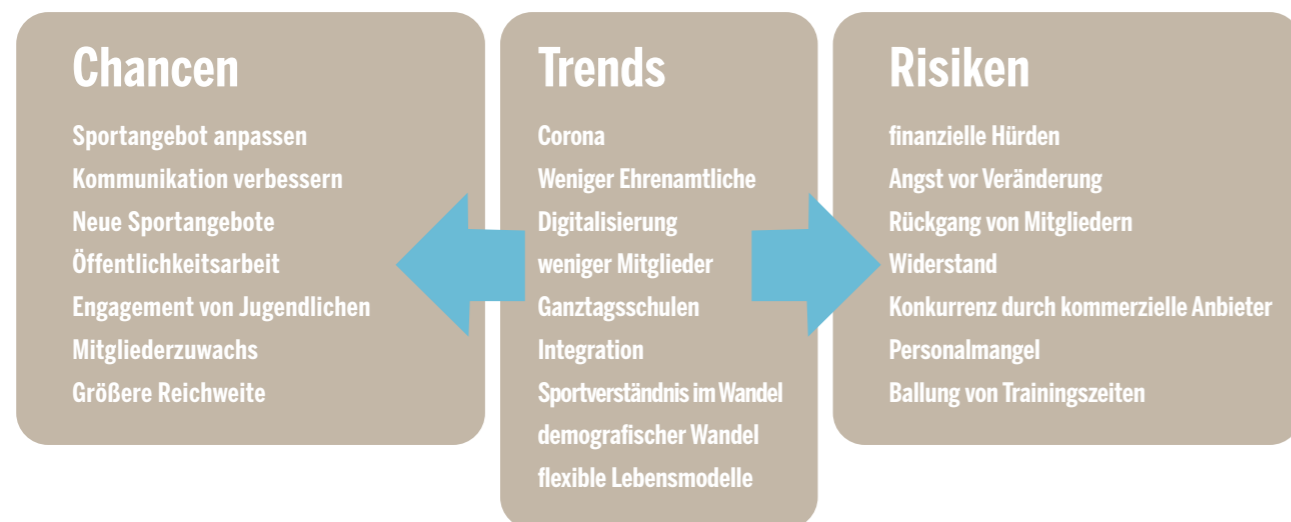 Chancen
Sportangebot anpassen
Kommunikation verbessern
Neue Sportangebote
Öffentlichkeitsarbeit
Engagement von Jugendlichen
Mitgliederzuwachs
Größere Reichweite
Trends
Corona
Weniger Ehrenamtliche
Digitalisierung
weniger Mitglieder
Ganztagsschulen
Integration
Sportverständnis im Wandel
demografischer Wandel
flexible Lebensmodelle
Risiken
finanzielle Hürden
Angst vor Veränderung
Rückgang von Mitgliedern
Widerstand
Konkurrenz durch kommerzielle Anbieter
Personalmangel
Ballung von Trainingszeiten